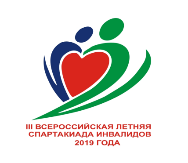 III ВСЕРОССИЙСКАЯ ЛЕТНЯЯ
СПАРТАКИАДА ИНВАЛИДОВ
2019 ГОДА